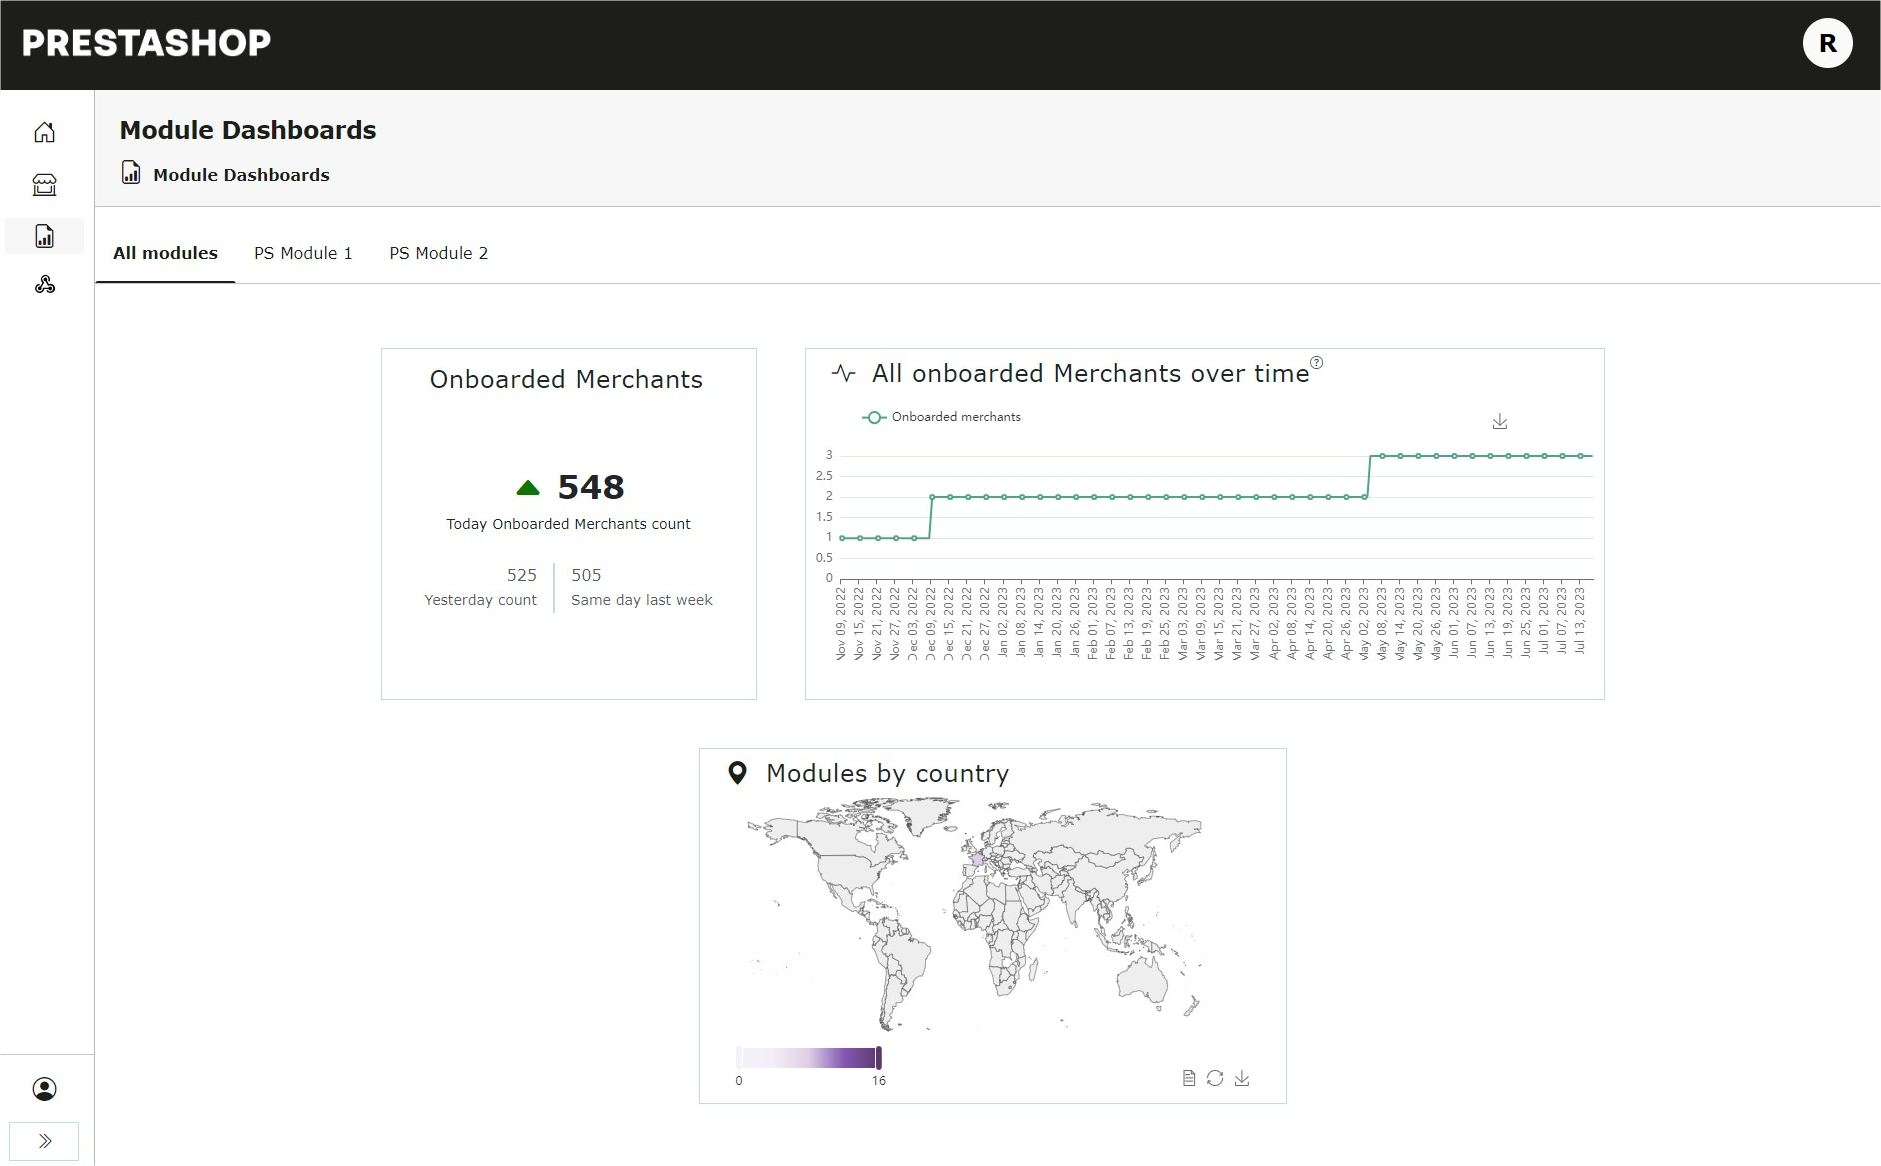 PRESTASHOP
R
Module Dashboards
Module Dashboards
All modules
PS Module 1
PS Module 2
Onboarded Merchants
548
Today Onboarded Merchants count
525
Yesterday count
505
Same day last week
All onboarded Merchants over time
?
Onboarded merchants
3
2.5
2
1.5
1
0.5
0
Nov 09, 2022
Nov 15, 2022
Nov 21, 2022
Nov 27, 2022
Dec 03, 2022
Dec 09, 2022
Dec 15, 2022
Dec 21, 2022
Dec 27, 2022
Jan 02, 2023
Jan 08, 2023
Jan 14, 2023
Jan 20, 2023
Jan 26, 2023
Feb 01, 2023
Feb 07, 2023
Feb 13, 2023
Feb 19, 2023
Feb 25, 2023
Mar 03, 2023
Mar 09, 2023
Mar 15, 2023
Mar 21, 2023
Mar 27, 2023
Apr 02, 2023
Apr 08, 2023
Apr 14, 2023
Apr 20, 2023
Apr 26, 2023
May 02, 2023
May 08, 2023
May 14, 2023
May 20, 2023
May 26, 2023
Jun 01, 2023
Jun 07, 2023
Jun 13, 2023
Jun 19, 2023
Jun 25, 2023
Jul 01, 2023
Jul 07, 2023
Jul 13, 2023
Modules by country
0
16